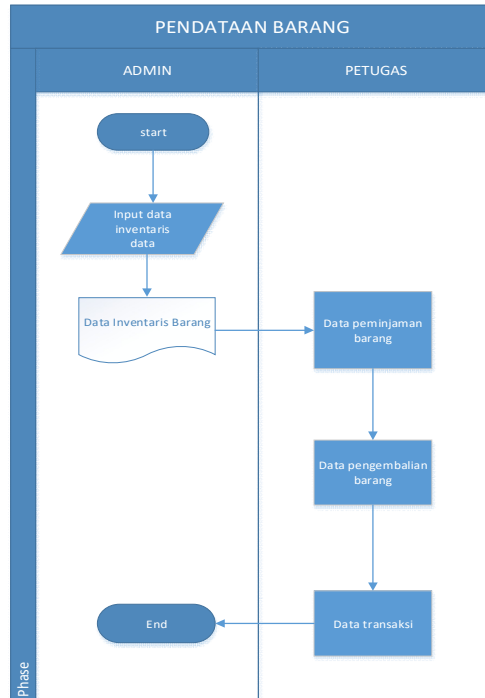 PENDATAAN BARANG
ADMIN
PETUGAS
start
Input data
inventaris
data
Data Inventaris Barang
Data peminjaman
barang
Data pengembalian
barang
End
Data transaksi
Phase